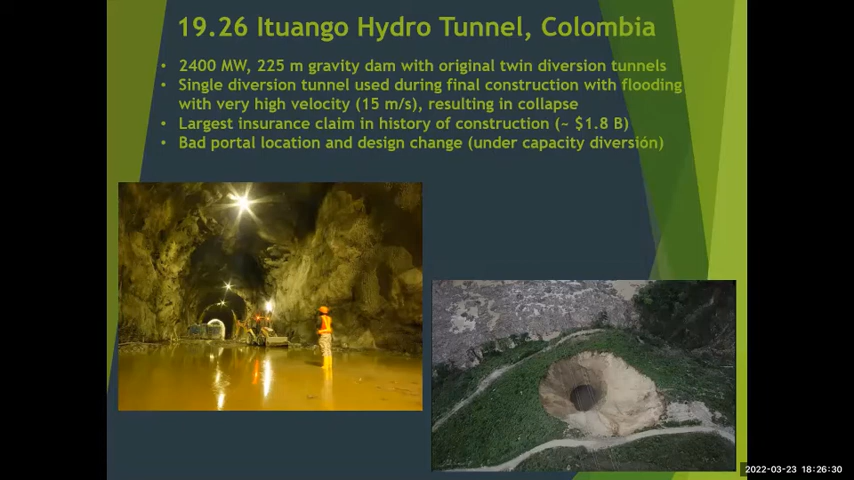 19.26 Ituango Hydro Tunnel, Colombia
• 2400 MW, 225 m gravity dam with original twin diversion tunnels
• Single diversion tunnel used during final construction with flooding
with very high velocity (15 m/s), resulting in collapse
• Largest insurance claim in history of construction (~ $1.8 B)
• Bad portal location and design change (under capacity diversión)
2022-03-23 18:26:30